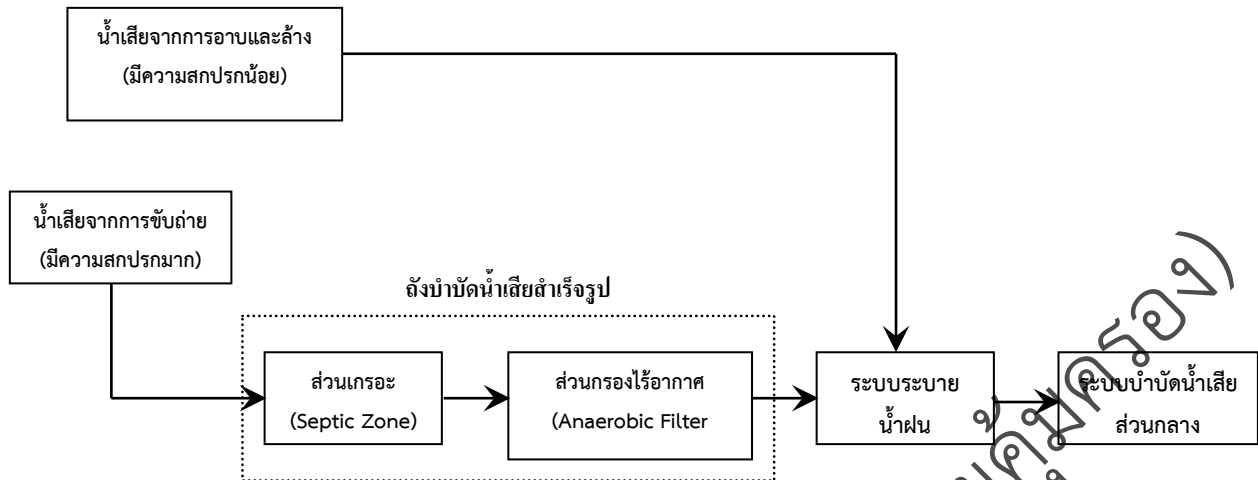 น้ำเสียจากการอาบและล้าง
(มีความสกปรกน้อย)
น้ำเสียจากการขับถ่าย
(มีความสกปรกมาก)
ถังบำบัดน้ำเสียสำเร็จรูป
ส่วนเกรอะ
(Septic Zone)
ส่วนกรองไร้อากาศ
(Anaerobic Filter
ระบบระบาย
น้ำฝน
ระบบบำบัดน้ำเสีย
ส่วนกลาง